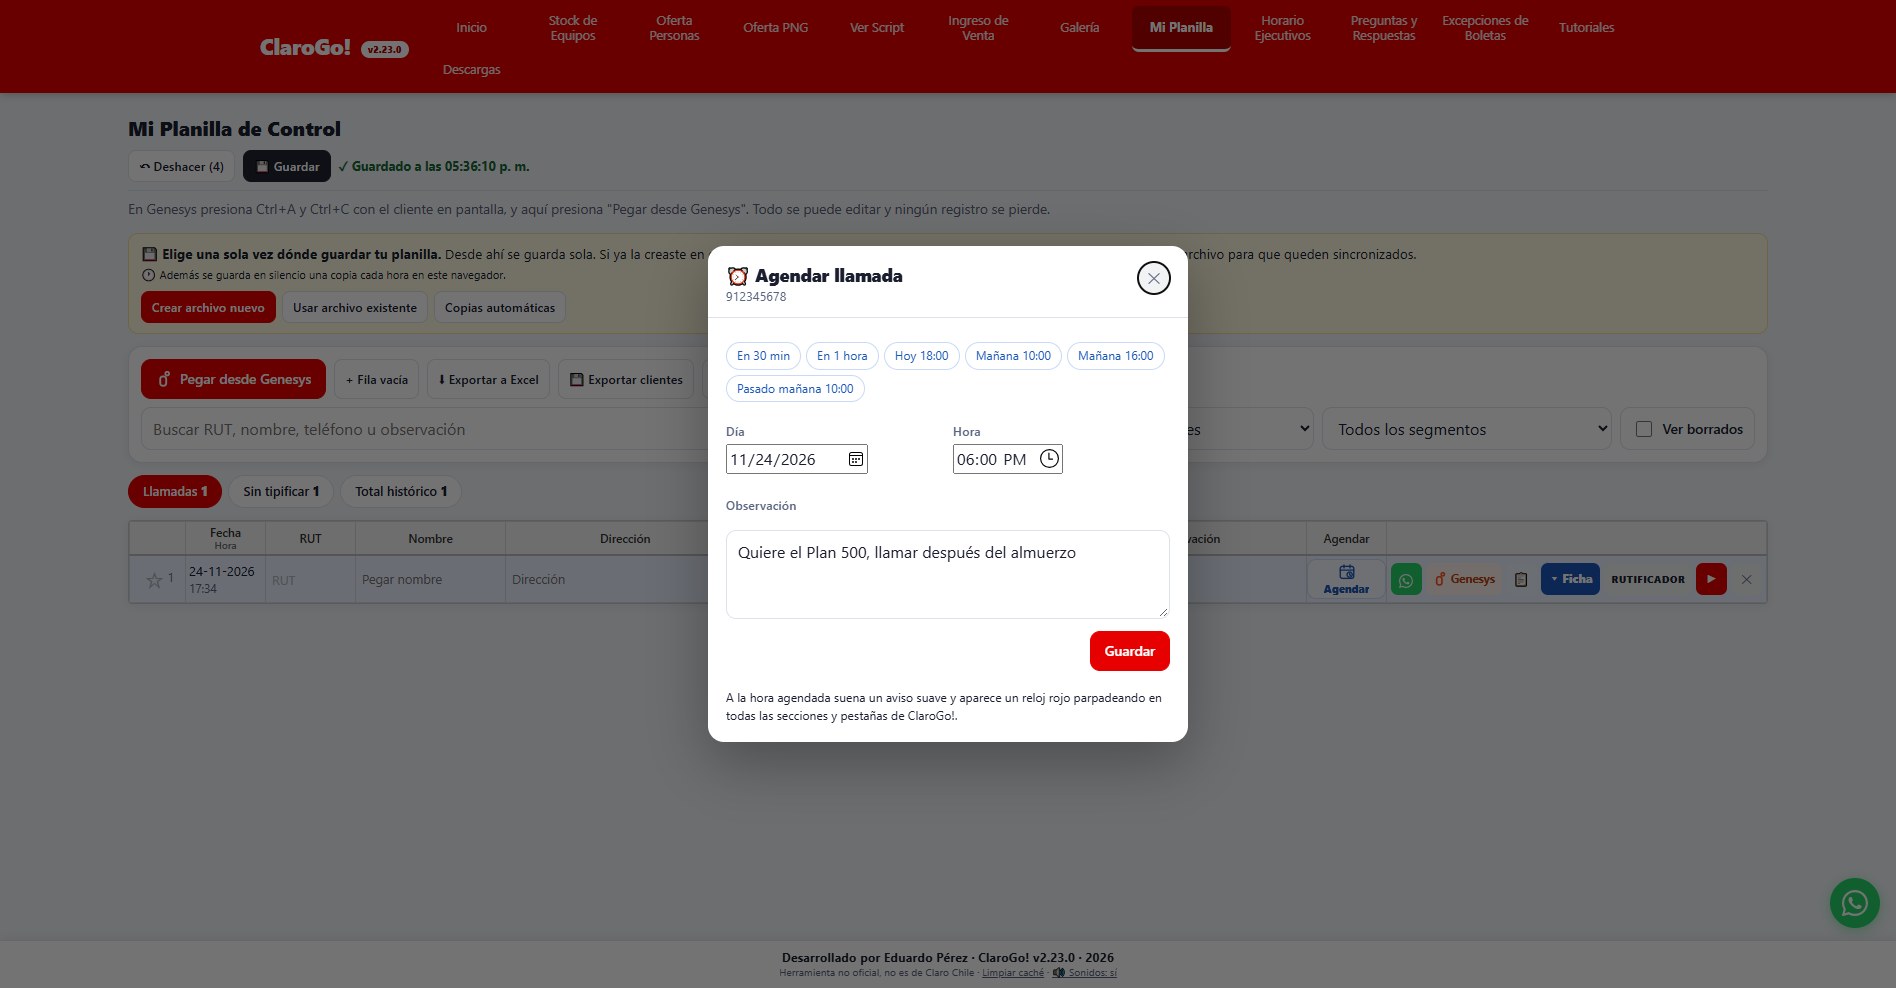 ClaroGo! v2.23.0
Inicio
Stock de Equipos
Oferta Personas
Oferta PNG
Ver Script
Ingreso de Venta
Galería
Mi Planilla
Horario Ejecutivos
Preguntas y Respuestas
Excepciones de Boletas
Tutoriales
Descargas
Mi Planilla de Control
Deshacer (4)
Guardar
✓ Guardado a las 05:36:10 p. m.
En Genesys presiona Ctrl+A y Ctrl+C con el cliente en pantalla, y aquí presiona "Pegar desde Genesys". Todo se puede editar y ningún registro se pierde.
Elige una sola vez dónde guardar tu planilla. Desde ahí se guarda sola. Si ya la creaste en
rchivo para que queden sincronizados.
Además se guarda en silencio una copia cada hora en este navegador.
Crear archivo nuevo
Usar archivo existente
Copias automáticas
Pegar desde Genesys
+ Fila vacía
⬇ Exportar a Excel
Exportar clientes
Buscar RUT, nombre, teléfono u observación
es
Todos los segmentos
Ver borrados
Llamadas 1
Sin tipificar 1
Total histórico 1
Fecha
Hora
RUT
Nombre
Dirección
vación
Agendar
1
24-11-2026
17:34
RUT
Pegar nombre
Dirección
Agendar
Genesys
Ficha
RUTIFICADOR
Agendar llamada
912345678
En 30 min
En 1 hora
Hoy 18:00
Mañana 10:00
Mañana 16:00
Pasado mañana 10:00
Día
Hora
11/24/2026
06:00 PM
Observación
Quiere el Plan 500, llamar después del almuerzo
Guardar
A la hora agendada suena un aviso suave y aparece un reloj rojo parpadeando en
todas las secciones y pestañas de ClaroGo!.
Desarrollado por Eduardo Pérez · ClaroGo! v2.23.0 · 2026
Herramienta no oficial, no es de Claro Chile · Limpiar caché · Sonidos: sí